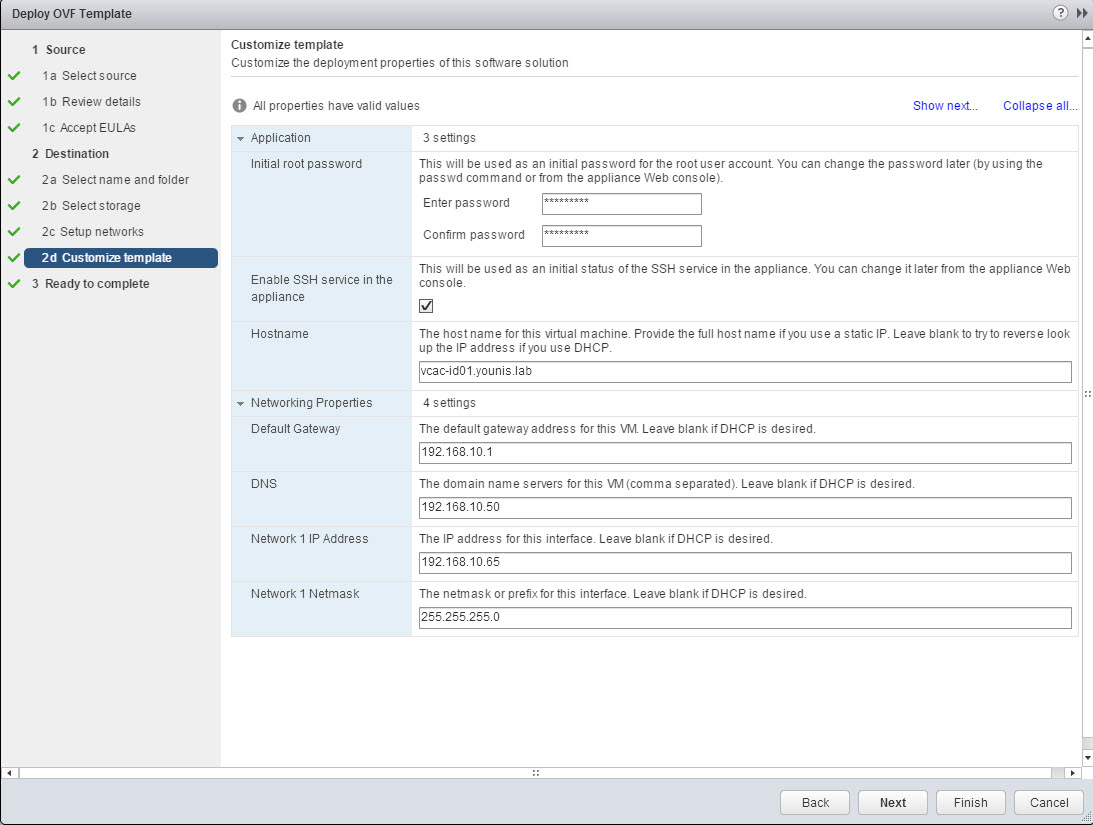 Deploy OVF Template
?
1 Source
1a Select source
1b Review details
1c Accept EULAs
2 Destination
2a Select name and folder
2b Select storage
2c Setup networks
2d Customize template
3 Ready to complete
Customize template
Customize the deployment properties of this software solution
All properties have valid values
Show next...
Collapse all...
Application
3 settings
Initial root password
This will be used as an initial password for the root user account. You can change the password later (by using the
passwd command or from the appliance Web console).
Enter password
*********
Confirm password
*********
Enable SSH service in the
appliance
This will be used as an initial status of the SSH service in the appliance. You can change it later from the appliance Web
console.
Hostname
The host name for this virtual machine. Provide the full host name if you use a static IP. Leave blank to try to reverse look
up the IP address if you use DHCP.
vcac-id01.younis.lab
Networking Properties
4 settings
Default Gateway
The default gateway address for this VM. Leave blank if DHCP is desired.
192.168.10.1
DNS
The domain name servers for this VM (comma separated). Leave blank if DHCP is desired.
192.168.10.50
Network 1 IP Address
The IP address for this interface. Leave blank if DHCP is desired.
192.168.10.65
Network 1 Netmask
The netmask or prefix for this interface. Leave blank if DHCP is desired.
255.255.255.0
Back
Next
Finish
Cancel